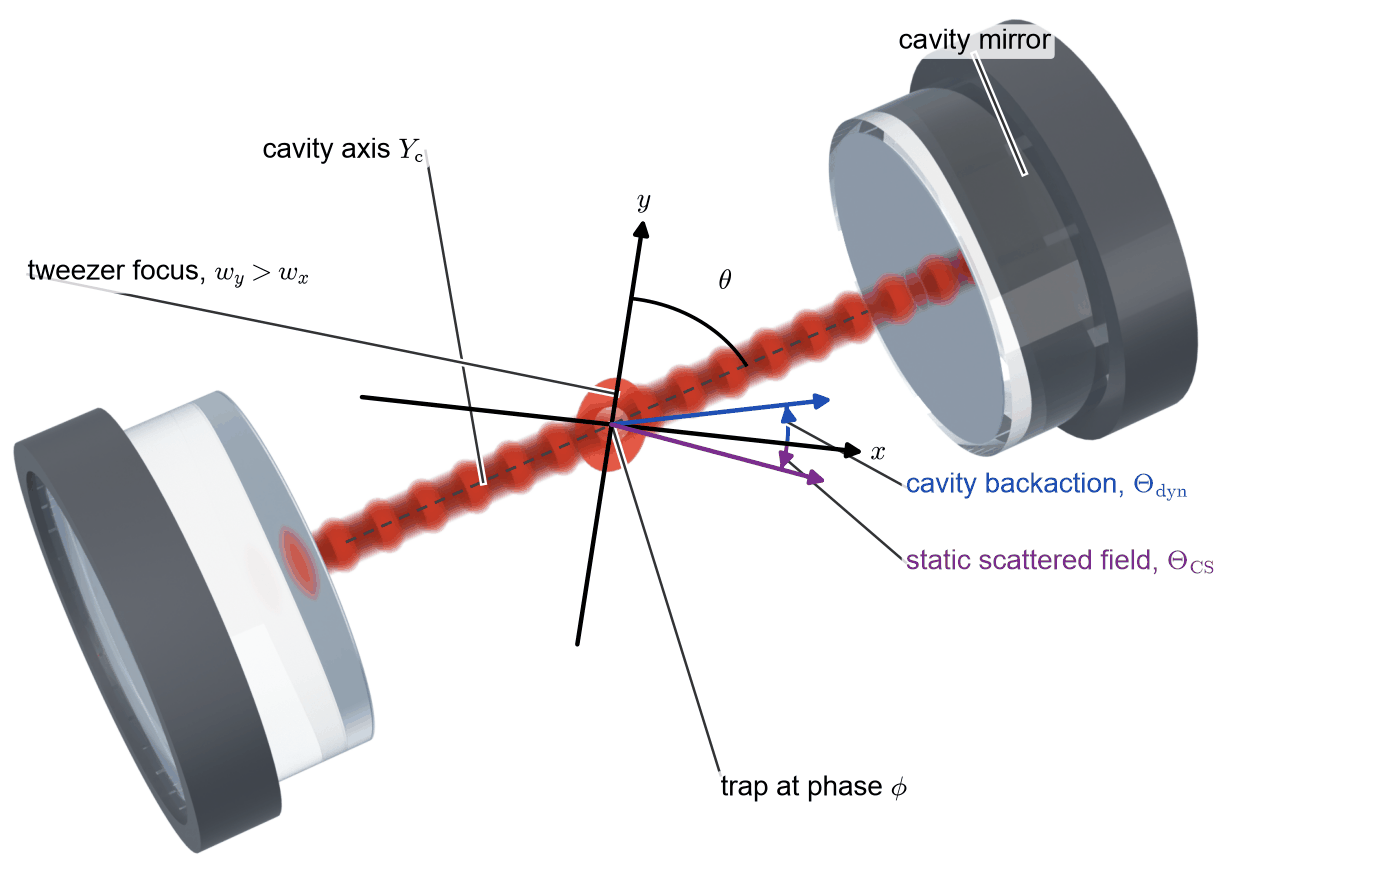 cavity mirror
cavity axis Y_c
y
tweezer focus, w_y > w_x
θ
x
cavity backaction, Θ_dyn
static scattered field, Θ_CS
trap at phase ϕ